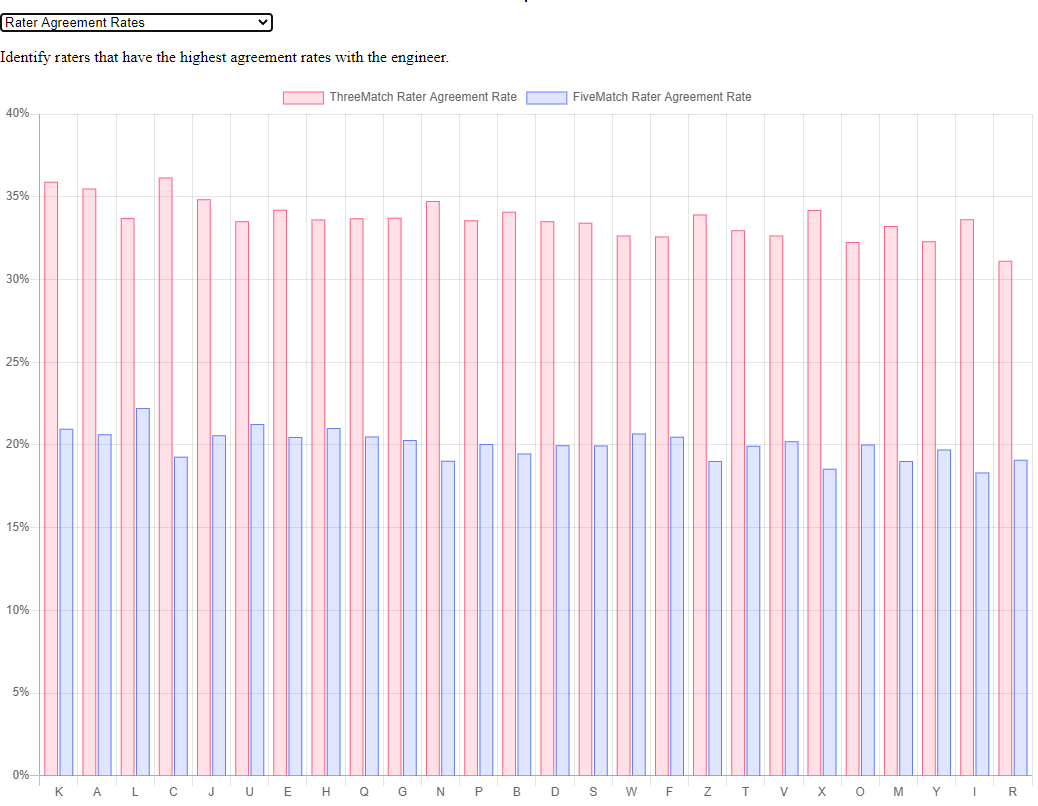 Rater Agreement Rates
Identify raters that have the highest agreement rates with the engineer.
ThreeMatch Rater Agreement Rate FiveMatch Rater Agreement Rate
40%
35%
30%
25%
20%
15%
10%
5%
0%
K A L C J U E H Q G N P B D S W F Z T V X O M Y I R